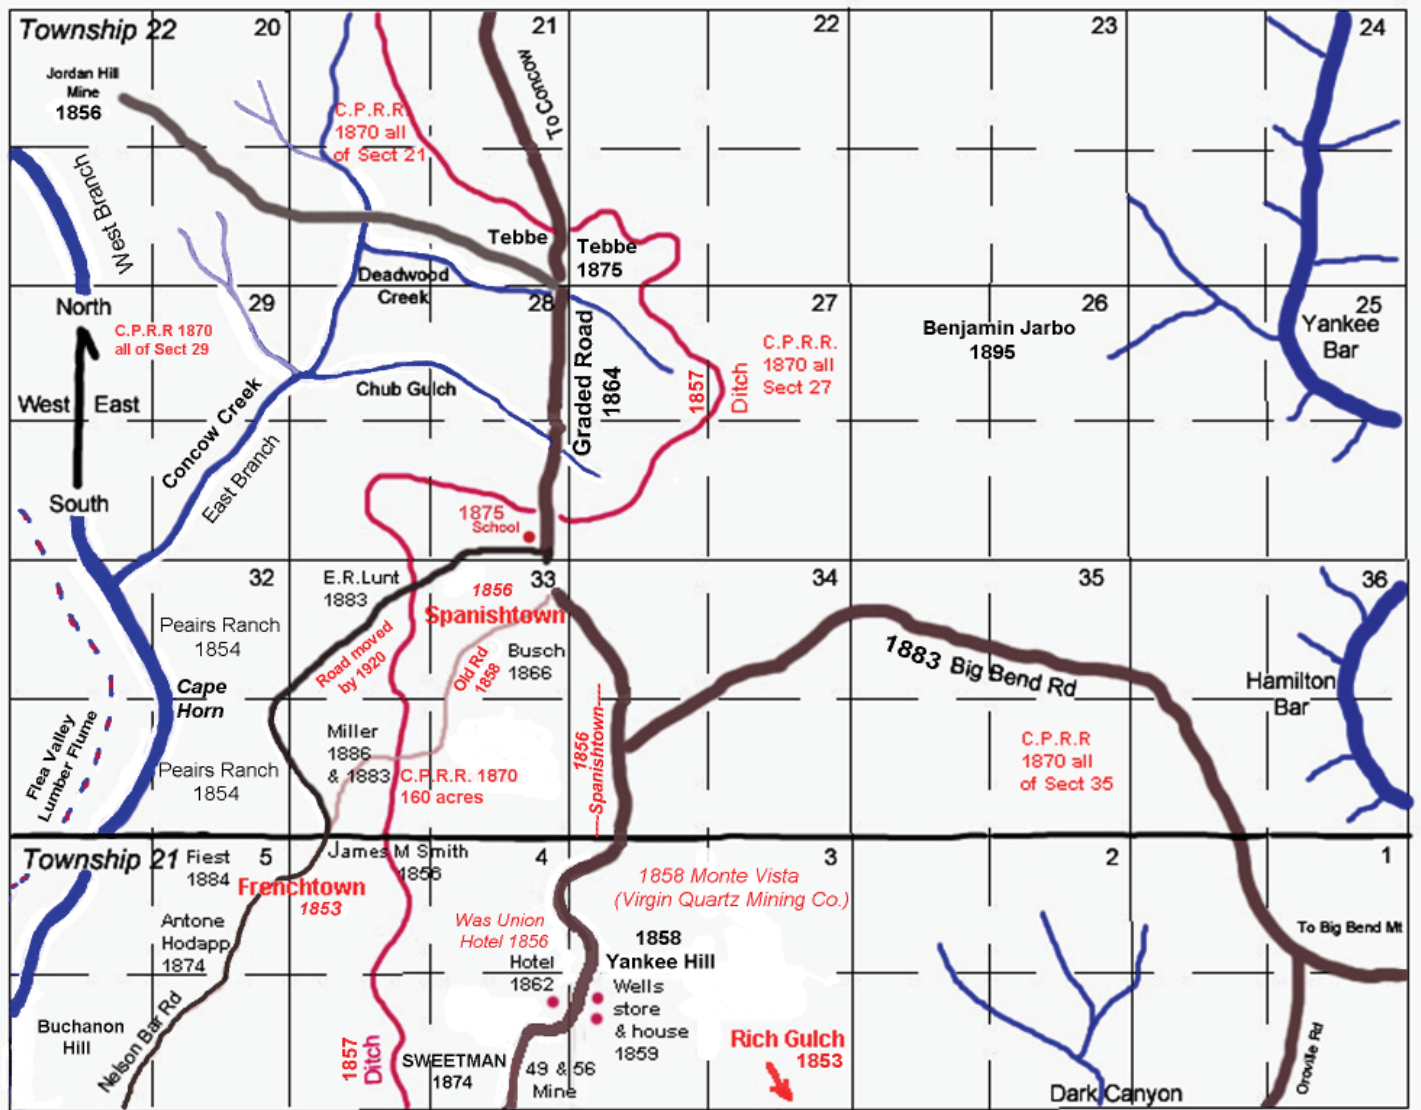 Township 22
20
21
22
23
24
Jordan Hill
Mine
1856
To Concow
C.P.R.R.
1870 all
of Sect 21
West Branch
Tebbe
Tebbe
1875
Deadwood
Creek
North
29
28
27
26
25
C.P.R.R 1870
all of Sect 29
Benjamin Jarbo
1895
Yankee
Bar
C.P.R.R.
1870 all
Sect 27
Graded Road
1864
1857
Ditch
Chub Gulch
West
East
Concow Creek
East Branch
South
1875
School
32
33
34
35
36
E.R.Lunt
1883
1856
Spanishtown
Peairs Ranch
1854
Road moved
by 1920
Old Rd
1858
Busch
1866
1883 Big Bend Rd
Cape
Horn
Hamilton
Bar
Flea Valley
Lumber Flume
Miller
1886
& 1883
1856
----Spanishtown----
C.P.R.R
1870 all
of Sect 35
Peairs Ranch
1854
C.P.R.R. 1870
160 acres
Township 21
Fiest
1884
5
James M Smith
1856
4
3
2
1
Frenchtown
1853
1858 Monte Vista
(Virgin Quartz Mining Co.)
Antone
Hodapp
1874
Was Union
Hotel 1856
Hotel
1862
1858
Yankee Hill
To Big Bend Mt
Wells
store
& house
1859
Buchanon
Hill
Nelson Bar Rd
1857
Ditch
SWEETMAN
1874
49 & 56
Mine
Rich Gulch
1853
Oroville Rd
Dark Canyon